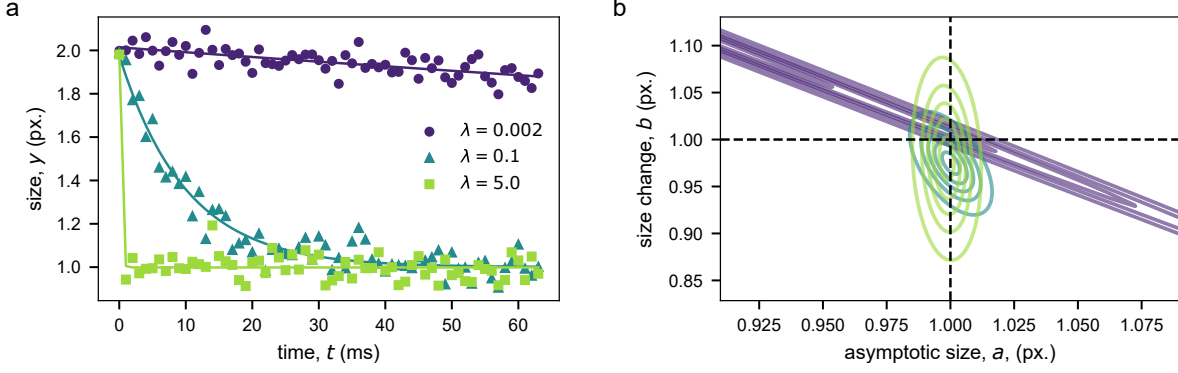 a
size, y (px.)
2.0
1.8
1.6
1.4
1.2
1.0
λ = 0.002
λ = 0.1
λ = 5.0
0 10 20 30 40 50 60
time, t (ms)
b
size change, b (px.)
1.10
1.05
1.00
0.95
0.90
0.85
0.925 0.950 0.975 1.000 1.025 1.050 1.075
asymptotic size, a, (px.)